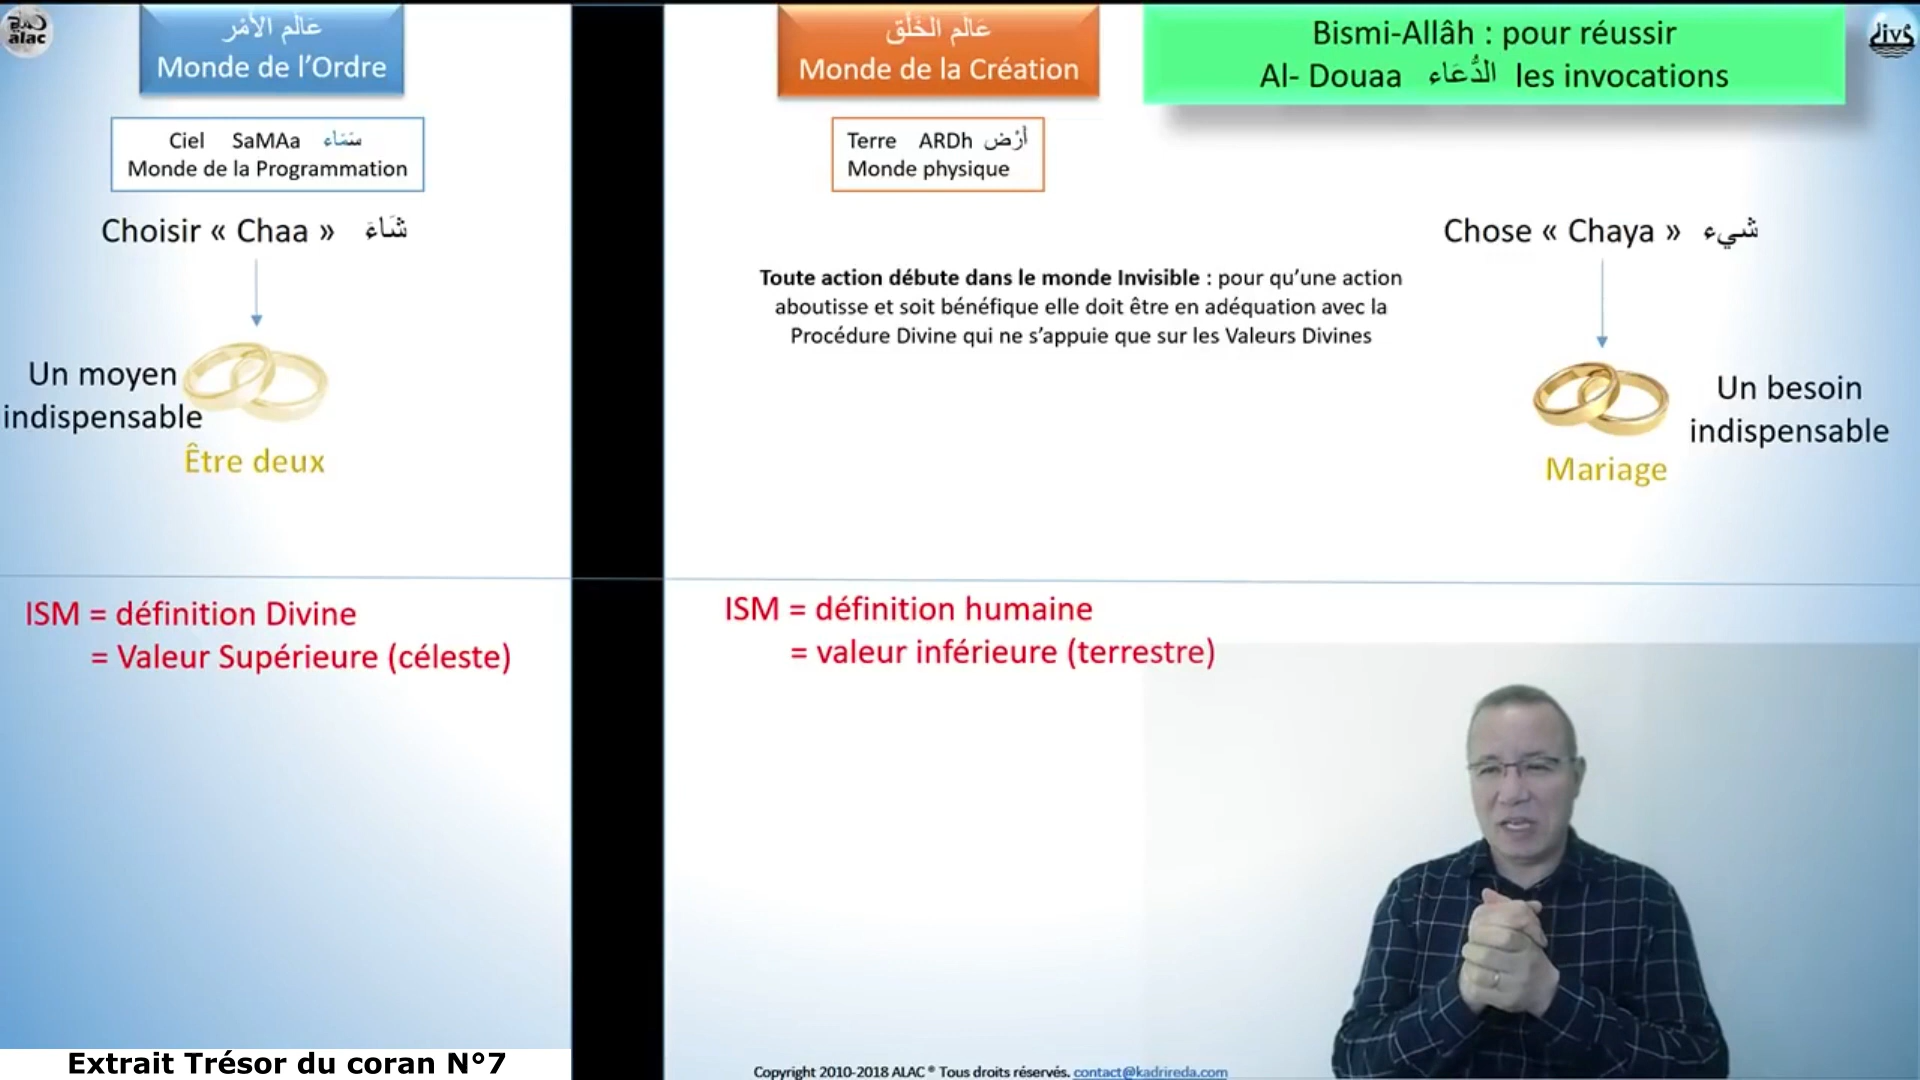 alac
عَالَم الأَمْر
Monde de l’Ordre
Ciel SaMAa سَمَاء
Monde de la Programmation
Choisir « Chaa » شَاءَ
Un moyen
indispensable
Être deux
ISM = définition Divine
= Valeur Supérieure (céleste)
Extrait Trésor du coran N°7
عَالَم الخَلْق
Monde de la Création
Terre ARDh أَرْض
Monde physique
Bismi-Allâh : pour réussir
Al- Douaa الدُّعَاء les invocations
Chose « Chaya » شيء
Toute action débute dans le monde Invisible : pour qu’une action
aboutisse et soit bénéfique elle doit être en adéquation avec la
Procédure Divine qui ne s’appuie que sur les Valeurs Divines
Un besoin
indispensable
Mariage
ISM = définition humaine
= valeur inférieure (terrestre)
Copyright 2010-2018 ALAC ® Tous droits réservés. contact@kadrireda.com